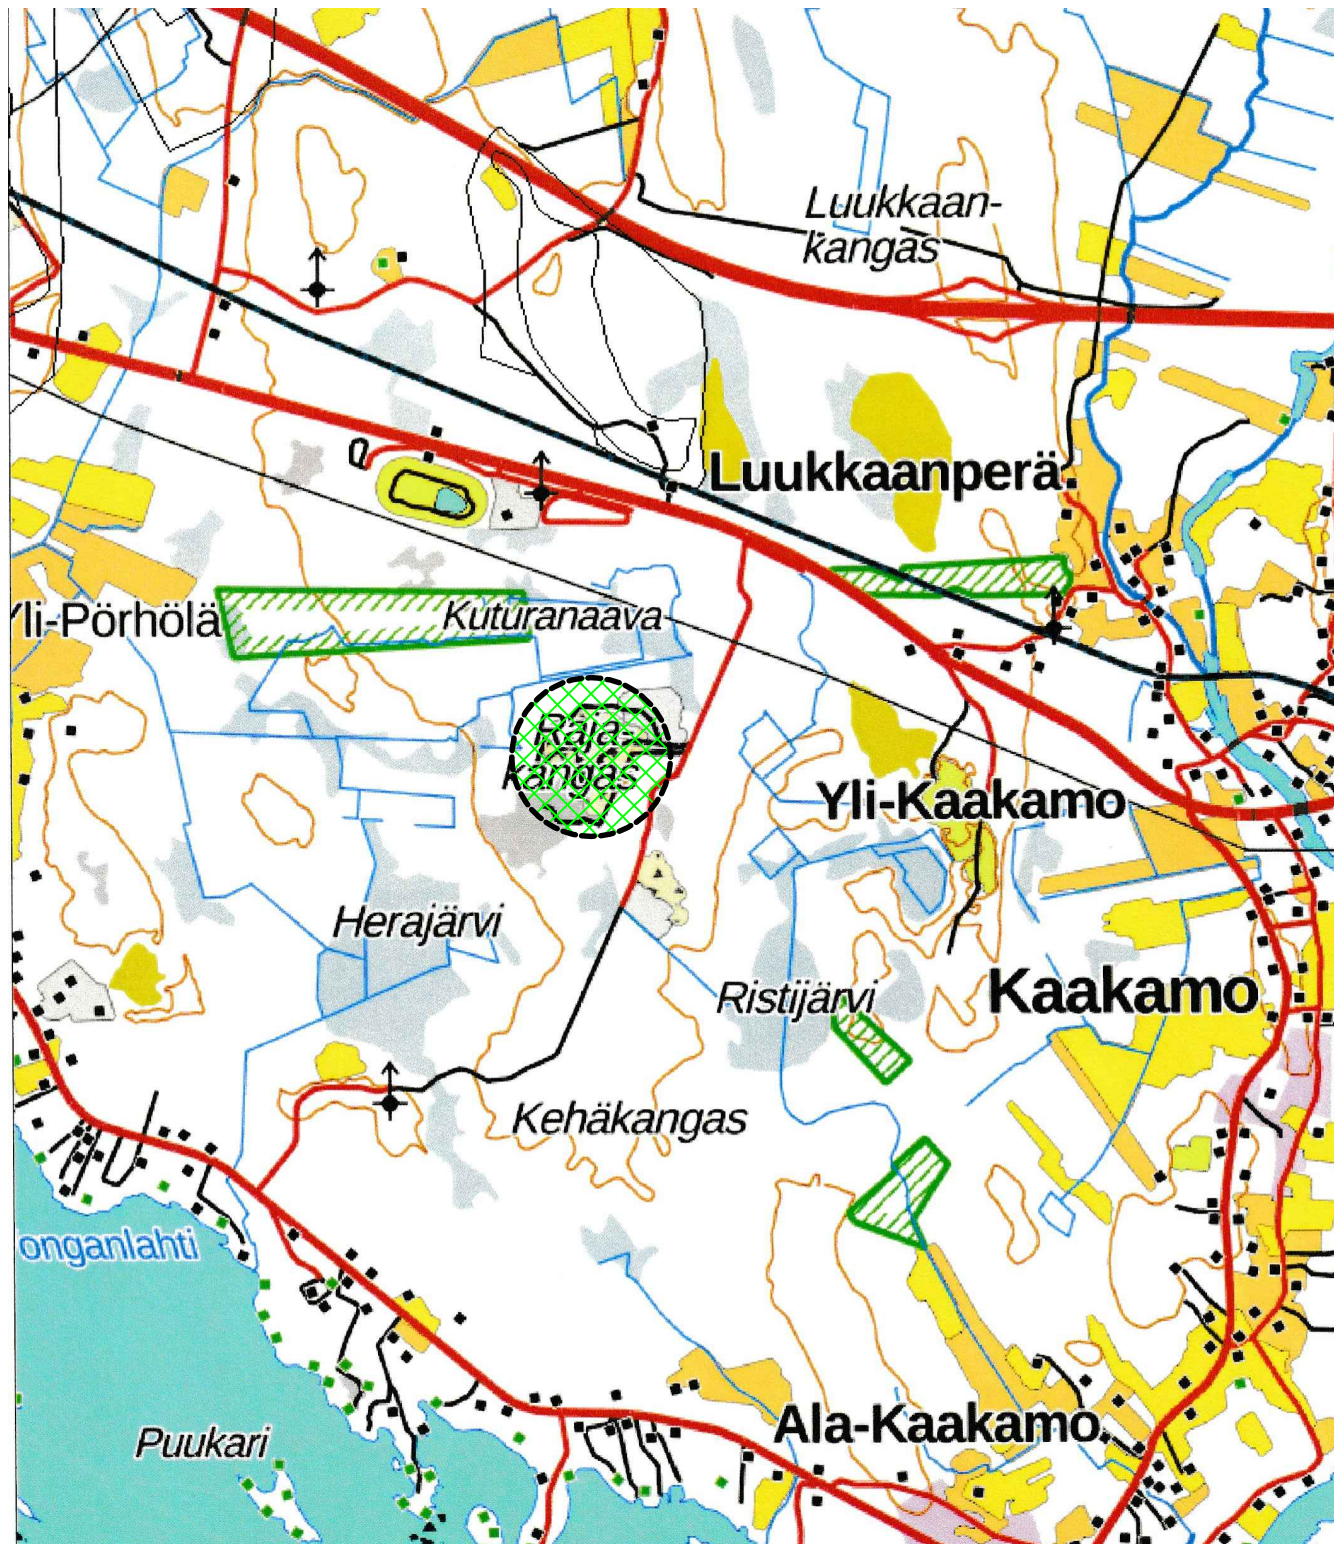 Luukkaan-
kangas
Luukkaanperä
Yli-Pörhölä
Kuturanaava
Raja-
kangas
Yli-Kaakamo
Herajärvi
Ristijärvi
Kaakamo
Kehäkangas
onganlahti
Puukari
Ala-Kaakamo